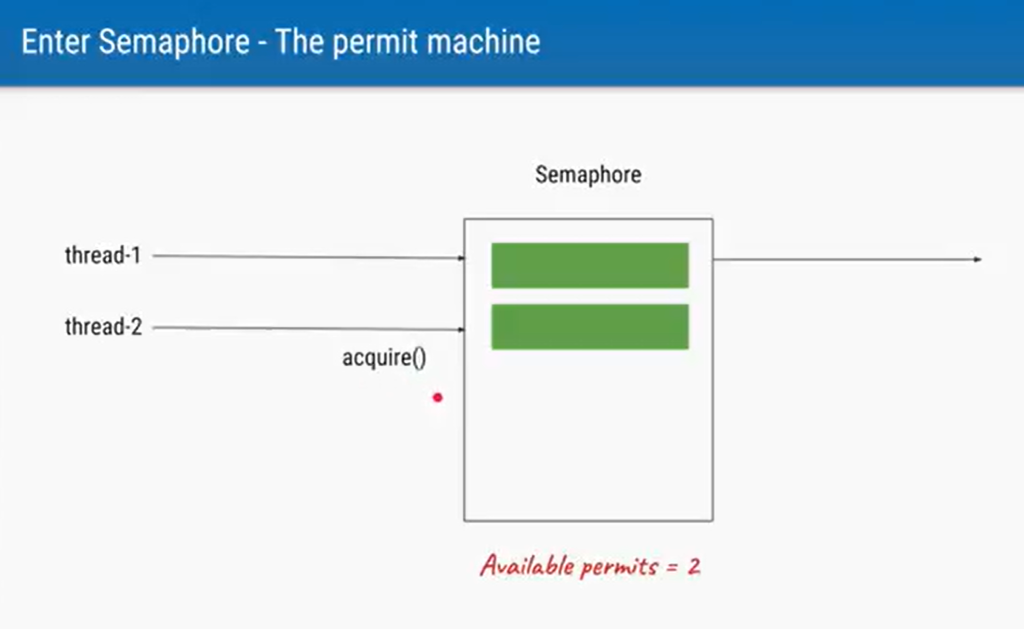 Enter Semaphore - The permit machine
Semaphore
thread-1
thread-2
acquire()
Available permits = 2